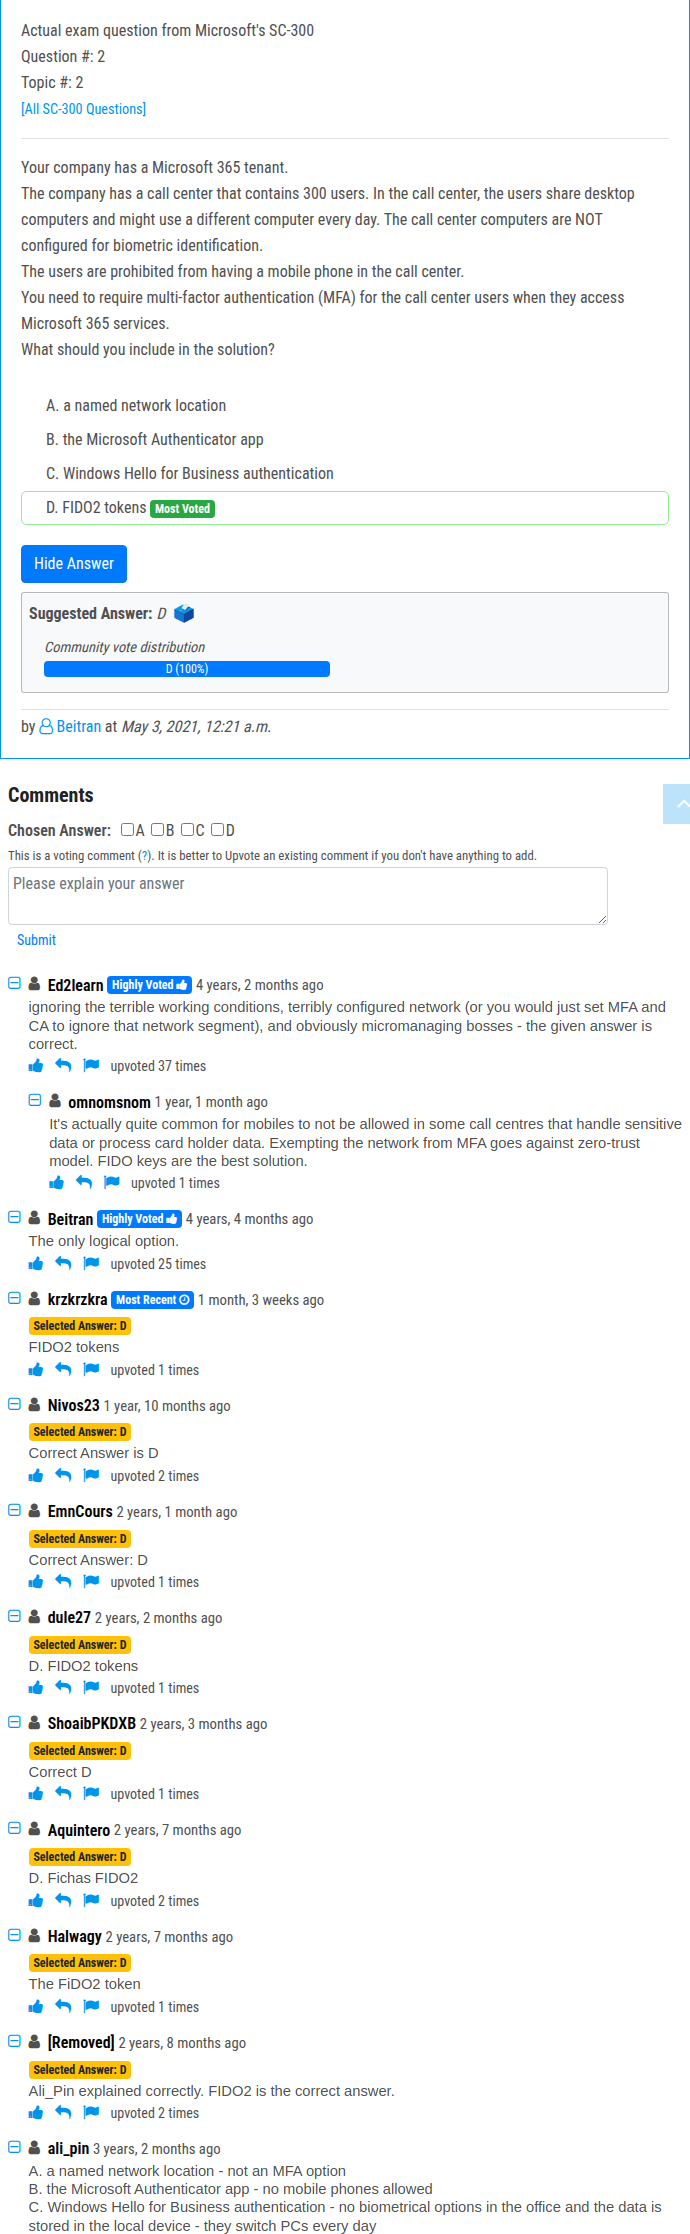 Actual exam question from Microsoft's SC-300
Question #: 2
Topic #: 2
[All SC-300 Questions]
Your company has a Microsoft 365 tenant.
The company has a call center that contains 300 users. In the call center, the users share desktop
computers and might use a different computer every day. The call center computers are NOT
configured for biometric identification.
The users are prohibited from having a mobile phone in the call center.
You need to require multi-factor authentication (MFA) for the call center users when they access
Microsoft 365 services.
What should you include in the solution?
A. a named network location
B. the Microsoft Authenticator app
C. Windows Hello for Business authentication
D. FIDO2 tokens Most Voted
Hide Answer
Suggested Answer: D
Community vote distribution
D (100%)
by Beitran at May 3, 2021, 12:21 a.m.
Comments
Chosen Answer: A B C D
This is a voting comment (?). It is better to Upvote an existing comment if you don't have anything to add.
Please explain your answer
Submit
Ed2learn Highly Voted 4 years, 2 months ago
ignoring the terrible working conditions, terribly configured network (or you would just set MFA and
CA to ignore that network segment), and obviously micromanaging bosses - the given answer is
correct.
upvoted 37 times
omnomsnom 1 year, 1 month ago
It's actually quite common for mobiles to not be allowed in some call centres that handle sensitive
data or process card holder data. Exempting the network from MFA goes against zero-trust
model. FIDO keys are the best solution.
upvoted 1 times
Beitran Highly Voted 4 years, 4 months ago
The only logical option.
upvoted 25 times
krzkrzkra Most Recent 1 month, 3 weeks ago
Selected Answer: D
FIDO2 tokens
upvoted 1 times
Nivos23 1 year, 10 months ago
Selected Answer: D
Correct Answer is D
upvoted 2 times
EmnCours 2 years, 1 month ago
Selected Answer: D
Correct Answer: D
upvoted 1 times
dule27 2 years, 2 months ago
Selected Answer: D
D. FIDO2 tokens
upvoted 1 times
ShoaibPKDXB 2 years, 3 months ago
Selected Answer: D
Correct D
upvoted 1 times
Aquintero 2 years, 7 months ago
Selected Answer: D
D. Fichas FIDO2
upvoted 2 times
Halwagy 2 years, 7 months ago
Selected Answer: D
The FiDO2 token
upvoted 1 times
[Removed] 2 years, 8 months ago
Selected Answer: D
Ali_Pin explained correctly. FIDO2 is the correct answer.
upvoted 2 times
ali_pin 3 years, 2 months ago
A. a named network location - not an MFA option
B. the Microsoft Authenticator app - no mobile phones allowed
C. Windows Hello for Business authentication - no biometrical options in the office and the data is
stored in the local device - they switch PCs every day